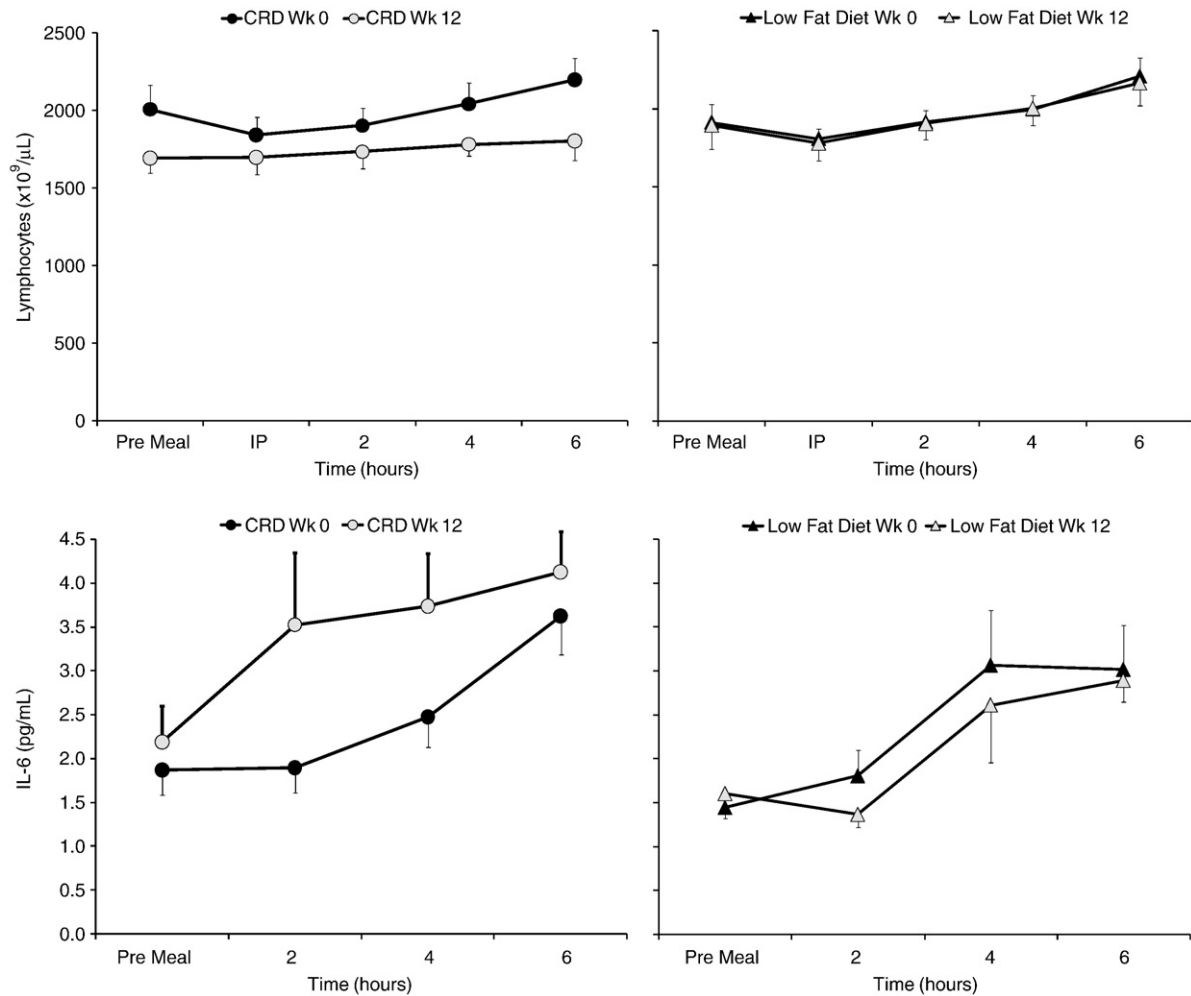 CRD Wk 0 CRD Wk 12
Low Fat Diet Wk 0 Low Fat Diet Wk 12
Lymphocytes (x10⁹/μL)
2500
2000
1500
1000
500
0
Pre Meal IP 2 4 6
Time (hours)
Pre Meal IP 2 4 6
Time (hours)
CRD Wk 0 CRD Wk 12
Low Fat Diet Wk 0 Low Fat Diet Wk 12
IL-6 (pg/mL)
4.5
4.0
3.5
3.0
2.5
2.0
1.5
1.0
0.5
0.0
Pre Meal 2 4 6
Time (hours)
Pre Meal 2 4 6
Time (hours)